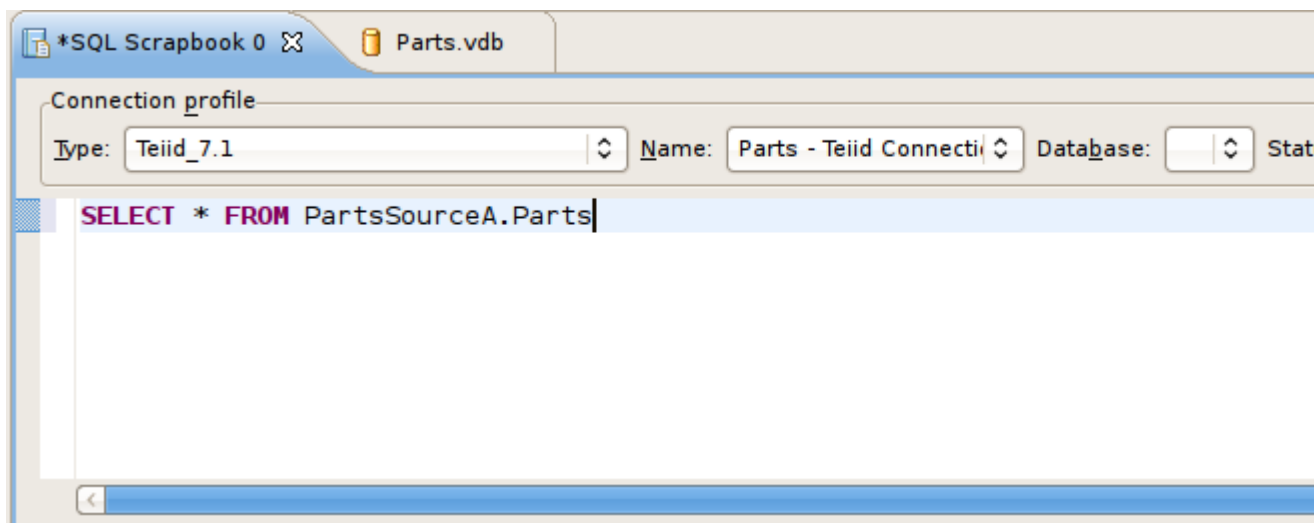 *SQL Scrapbook 0 Parts.vdb
Connection profile
Type: Teiid_7.1 Name: Parts - Teiid Connecti Database: Stat
SELECT * FROM PartsSourceA.Parts